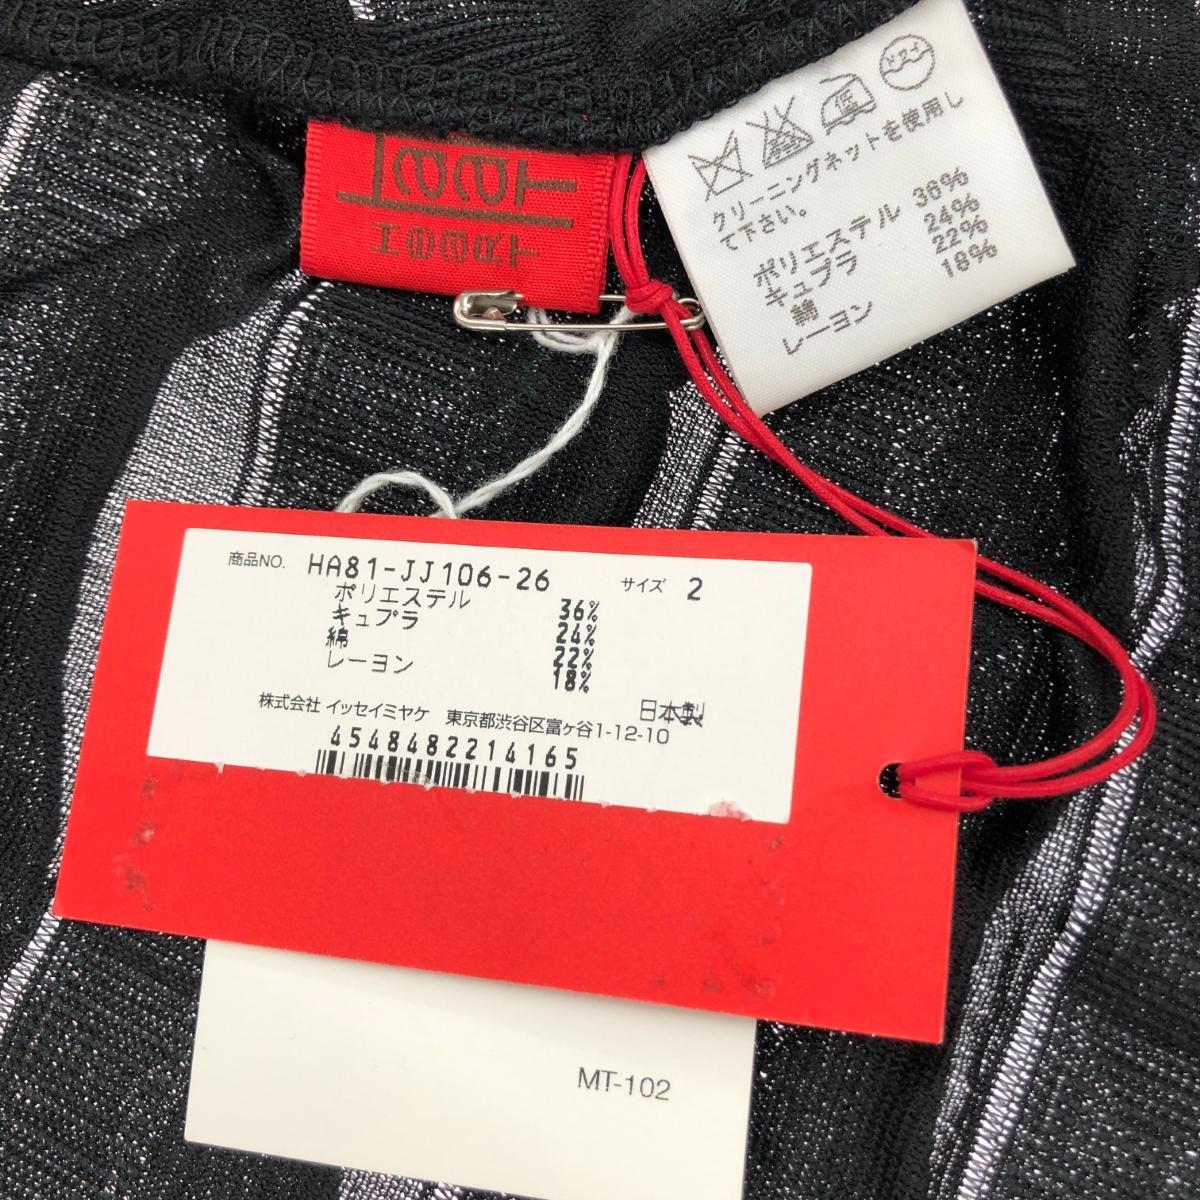 HaaT
HEART
ドライ
低
クリーニングネットを使用し
て下さい。
ポリエステル 36%
キュプラ 24%
綿 22%
レーヨン 18%
商品NO. HA81-JJ106-26 サイズ 2
ポリエステル 36%
キュプラ 24%
綿 22%
レーヨン 18%
日本製
株式会社 イッセイミヤケ 東京都渋谷区富ヶ谷1-12-10
4548482214165
MT-102